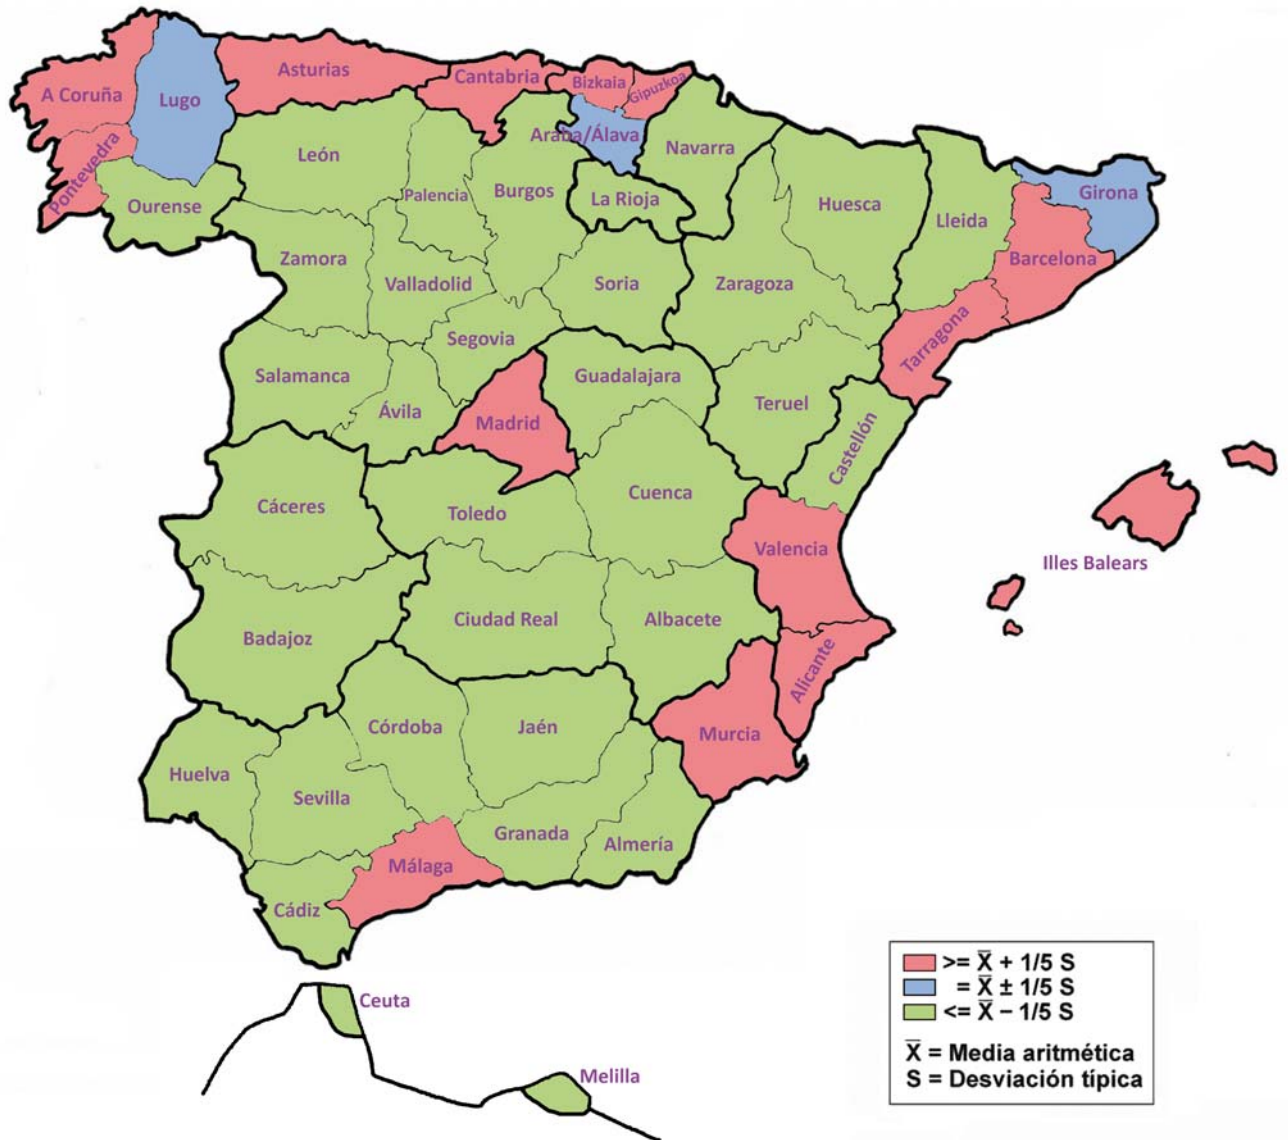 Asturias
Cantabria
Bizkaia
Gipuzkoa
A Coruña
Lugo
Araba/Álava
Navarra
León
Pontevedra
Ourense
Palencia
Burgos
La Rioja
Huesca
Lleida
Girona
Zamora
Valladolid
Soria
Zaragoza
Barcelona
Segovia
Tarragona
Salamanca
Ávila
Madrid
Guadalajara
Teruel
Castellón
Cáceres
Toledo
Cuenca
Valencia
Illes Balears
Badajoz
Ciudad Real
Albacete
Alicante
Córdoba
Jaén
Murcia
Huelva
Sevilla
Granada
Almería
Málaga
Cádiz
Ceuta
Melilla
>= X̅ + 1/5 S
= X̅ ± 1/5 S
<= X̅ − 1/5 S
X̅ = Media aritmética
S = Desviación típica